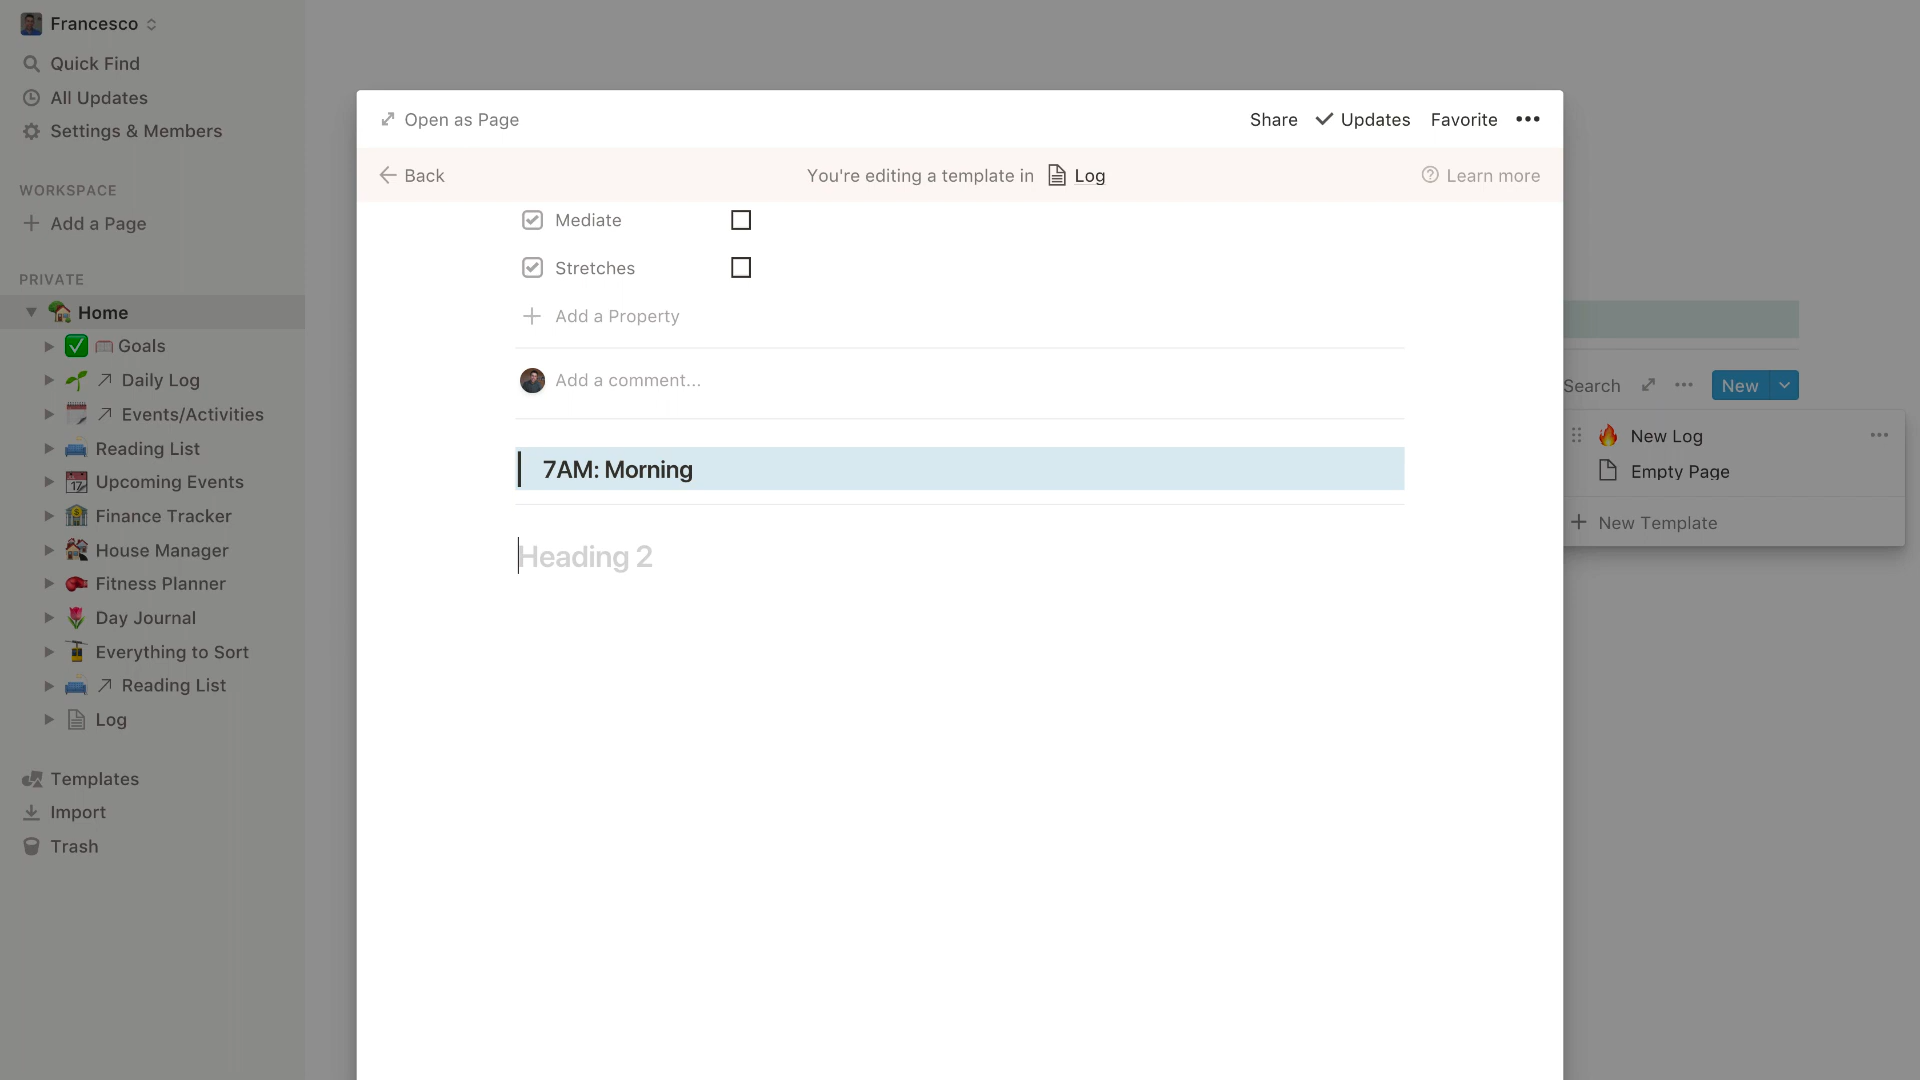 Francesco
Quick Find
All Updates
Settings & Members
WORKSPACE
Add a Page
PRIVATE
Home
Goals
Daily Log
Events/Activities
Reading List
Upcoming Events
Finance Tracker
House Manager
Fitness Planner
Day Journal
Everything to Sort
Reading List
Log
Templates
Import
Trash
Open as Page
Share
Updates
Favorite
Back
You're editing a template in Log
Learn more
Mediate
Stretches
Add a Property
Add a comment...
7AM: Morning
Heading 2
Search
New
New Log
Empty Page
New Template